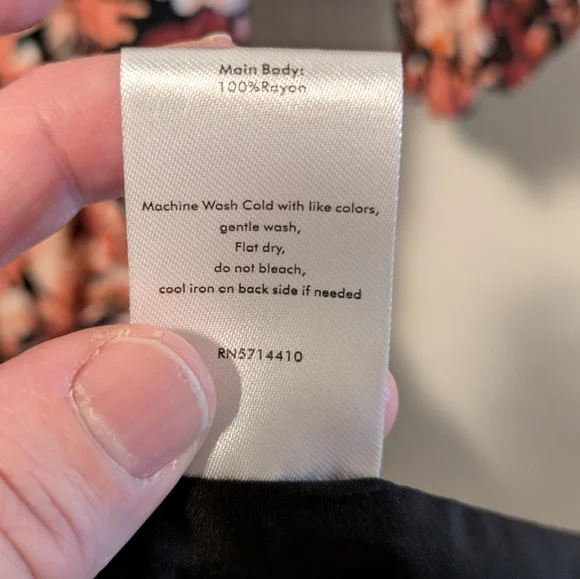 Main Body:
100%Rayon
Machine Wash Cold with like colors,
gentle wash,
Flat dry,
do not bleach,
cool iron on back side if needed
RN5714410